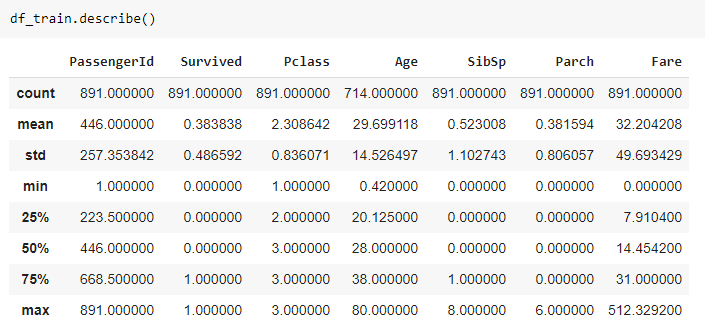 df_train.describe()
PassengerId Survived Pclass Age SibSp Parch Fare
count 891.000000 891.000000 891.000000 714.000000 891.000000 891.000000 891.000000
mean 446.000000 0.383838 2.308642 29.699118 0.523008 0.381594 32.204208
std 257.353842 0.486592 0.836071 14.526497 1.102743 0.806057 49.693429
min 1.000000 0.000000 1.000000 0.420000 0.000000 0.000000 0.000000
25% 223.500000 0.000000 2.000000 20.125000 0.000000 0.000000 7.910400
50% 446.000000 0.000000 3.000000 28.000000 0.000000 0.000000 14.454200
75% 668.500000 1.000000 3.000000 38.000000 1.000000 0.000000 31.000000
max 891.000000 1.000000 3.000000 80.000000 8.000000 6.000000 512.329200